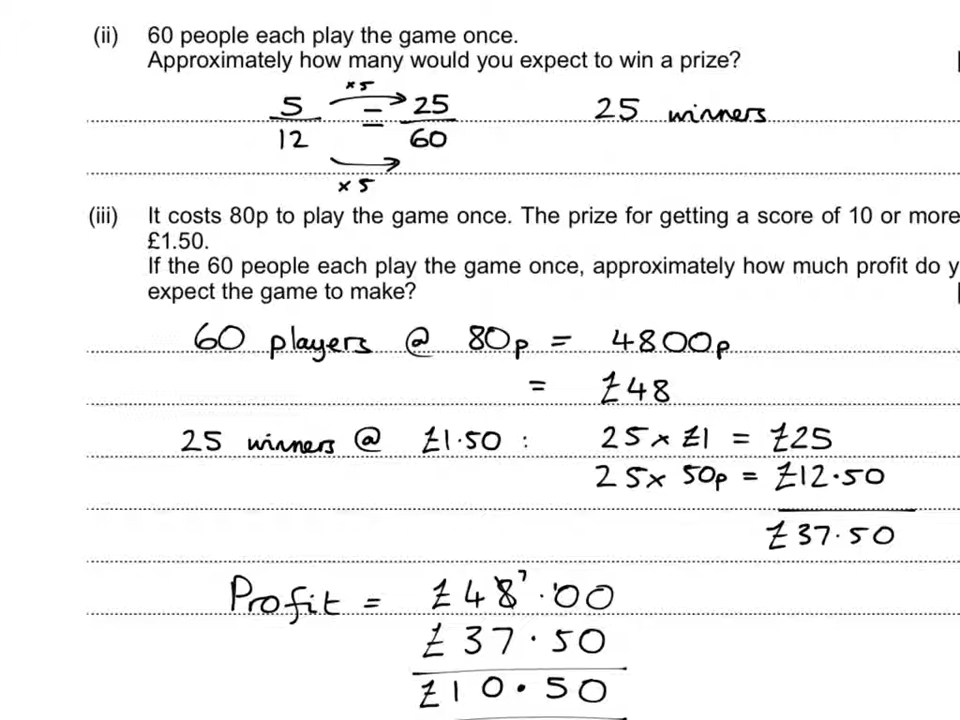 (ii) 60 people each play the game once.
Approximately how many would you expect to win a prize?
×5
5/12 = 25/60 25 winners
×5
(iii) It costs 80p to play the game once. The prize for getting a score of 10 or more
£1.50.
If the 60 people each play the game once, approximately how much profit do y
expect the game to make?
60 players @ 80p = 4800p
= £48
25 winners @ £1.50 : 25 × £1 = £25
25 × 50p = £12.50
£37.50
Profit = £48 7 . 1 00
£37.50
£10.50